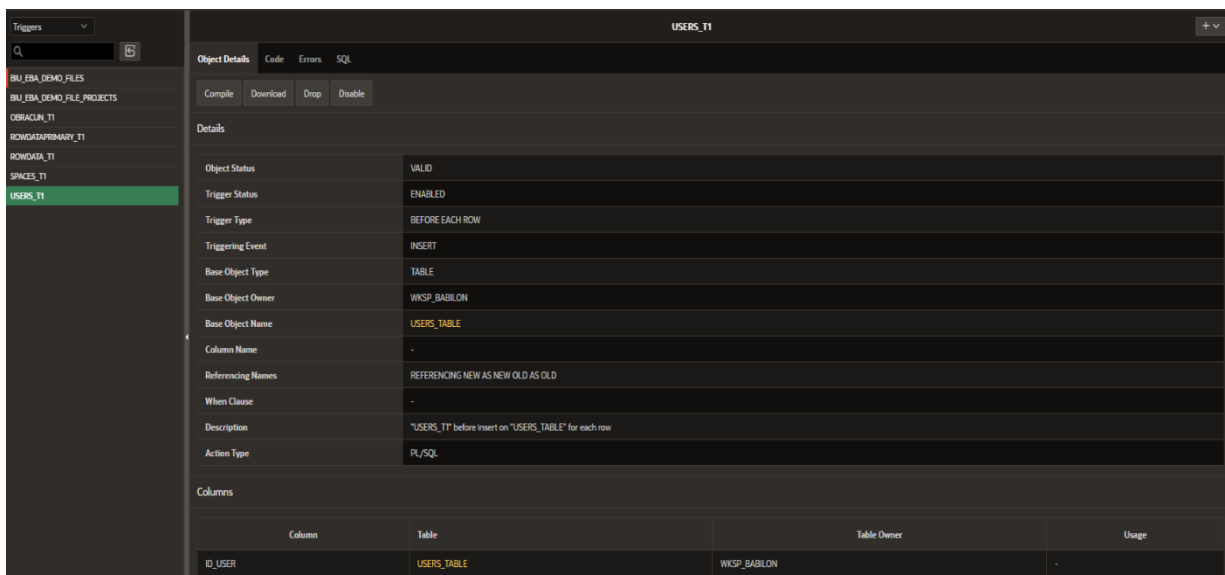 Triggers
USERS_T1
BIU_EBA_DEMO_FILES
BIU_EBA_DEMO_FILE_PROJECTS
OBRACUN_T1
ROWDATAPRIMARY_T1
ROWDATA_T1
SPACES_T1
USERS_T1
Object Details Code Errors SQL
Compile Download Drop Disable
Details
Object Status VALID
Trigger Status ENABLED
Trigger Type BEFORE EACH ROW
Triggering Event INSERT
Base Object Type TABLE
Base Object Owner WKSP_BABILON
Base Object Name USERS_TABLE
Column Name -
Referencing Names REFERENCING NEW AS NEW OLD AS OLD
When Clause -
Description "USERS_T1" before insert on "USERS_TABLE" for each row
Action Type PL/SQL
Columns
Column Table Table Owner Usage
ID_USER USERS_TABLE WKSP_BABILON -